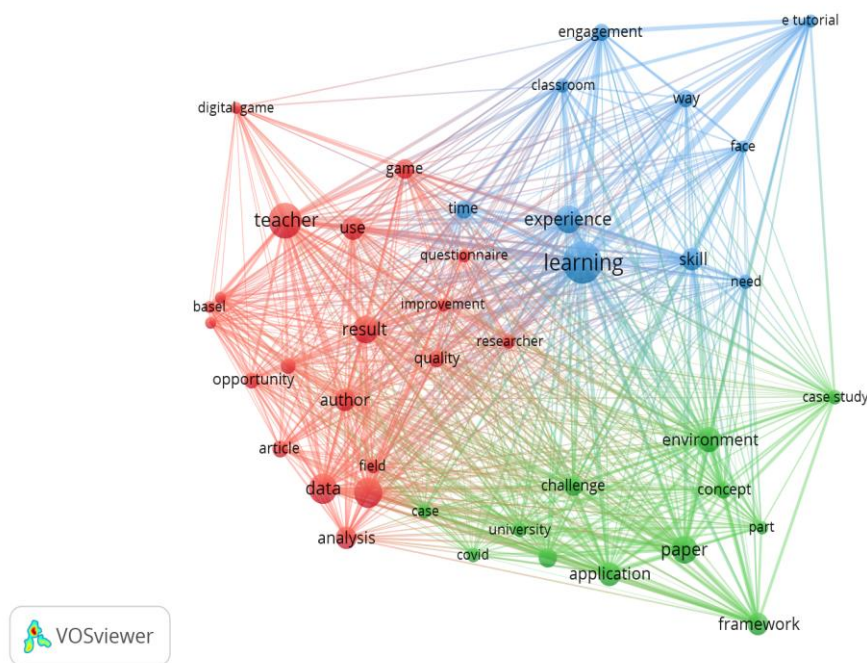 e tutorial
engagement
classroom
way
digital game
face
game
time
experience
teacher
use
questionnaire
learning
skill
need
basel
improvement
result
researcher
quality
opportunity
author
case study
environment
article
field
data
challenge
concept
case
university
part
analysis
covid
paper
application
framework
VOSviewer